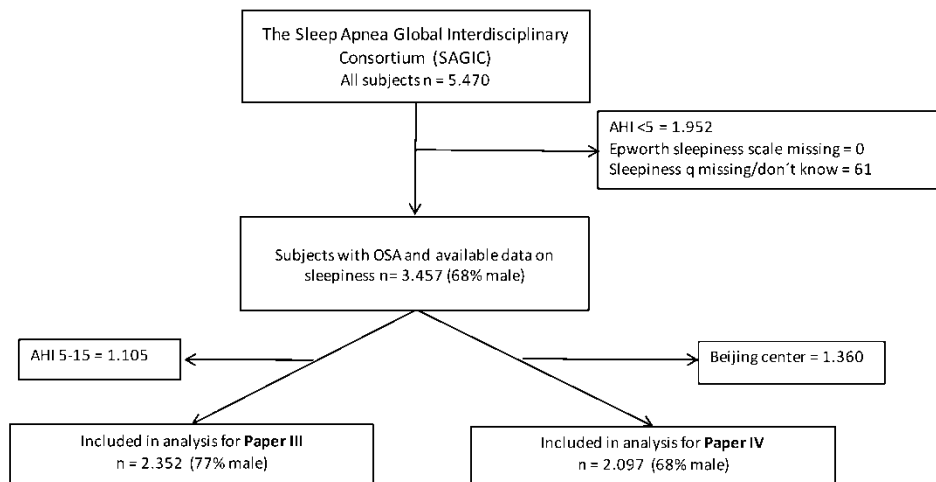 The Sleep Apnea Global Interdisciplinary
Consortium (SAGIC)
All subjects n = 5.470
AHI <5 = 1.952
Epworth sleepiness scale missing = 0
Sleepiness q missing/don´t know = 61
Subjects with OSA and available data on
sleepiness n= 3.457 (68% male)
AHI 5-15 = 1.105
Beijing center = 1.360
Included in analysis for Paper III
n = 2.352 (77% male)
Included in analysis for Paper IV
n = 2.097 (68% male)